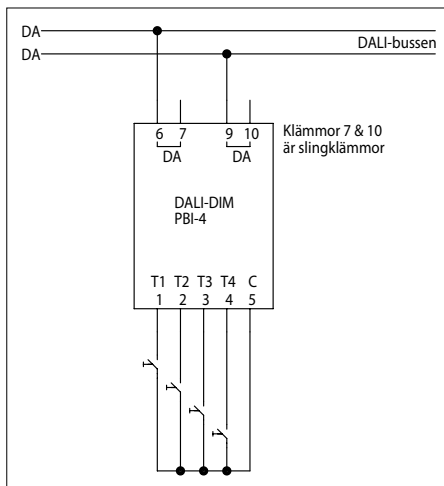 DA
DALI-bussen
DA
6 7 9 10
Klämmor 7 & 10
är slingklämmor
DA DA
DALI-DIM
PBI-4
T1 T2 T3 T4 C
1 2 3 4 5